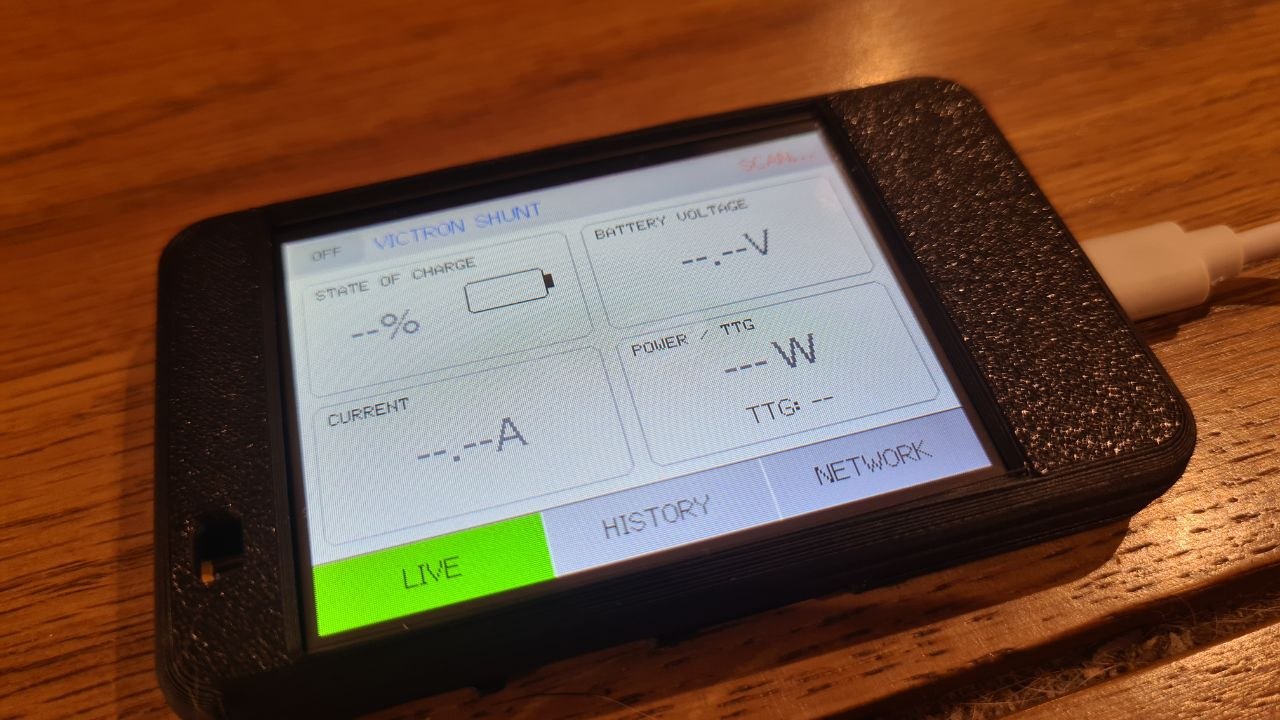 OFF
VICTRON SHUNT
SCAN...
STATE OF CHARGE
--%
BATTERY VOLTAGE
--.--V
CURRENT
--.--A
POWER / TTG
---W
TTG: --
LIVE
HISTORY
NETWORK